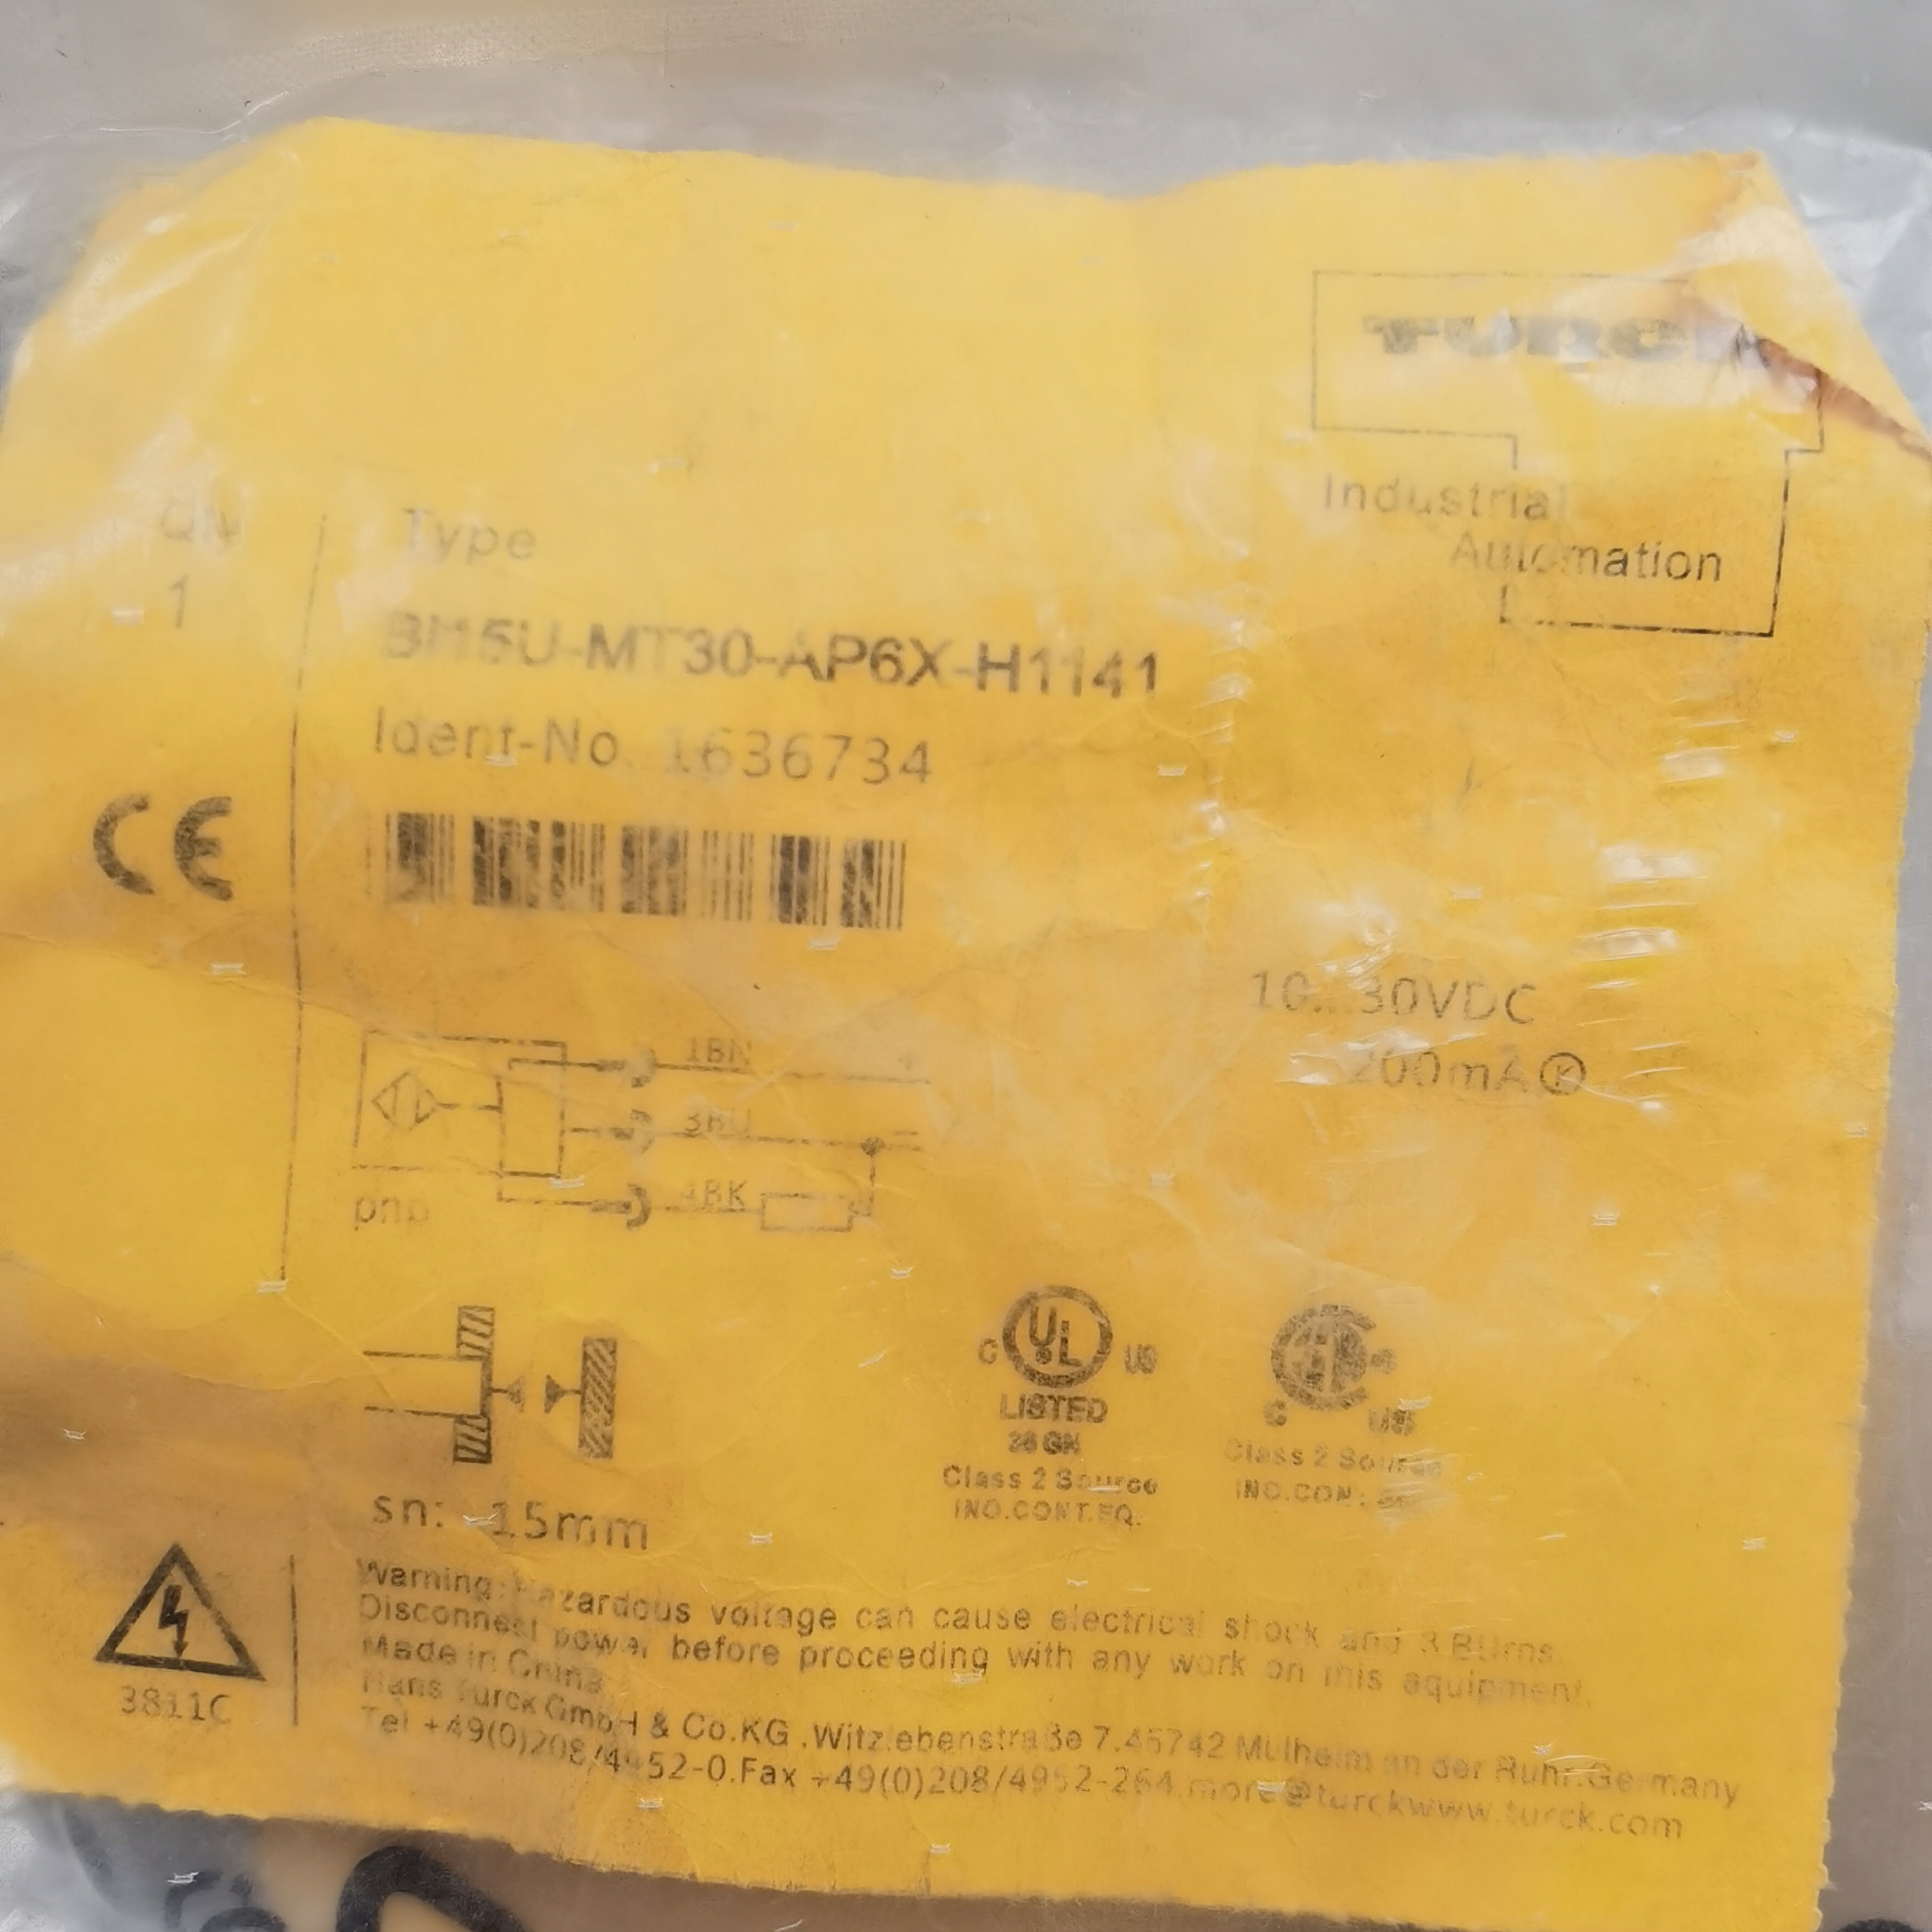 TURCK
Industrial
Automation
Type
1
BI15U-MT30-AP6X-H1141
Ident-No. 1636734
CE
10...30VDC
200mA
1BN +
3BU -
4BK
pnp
C UL US
LISTED
Class 2 Source
IND.CONT.EQ.
C US
Class 2 Source
sn: 15mm
Warning: Hazardous voltage can cause electrical shock and 3 BUrns.
Disconnect power before proceeding with any work on this equipment.
Made in China
3811C
Hans Turck GmbH & Co.KG .Witzlebenstraße 7.45742 Mülheim an der Ruhr.Germany
Tel +49(0)208/4952-0.Fax +49(0)208/4952-264 more@turckwww.turck.com